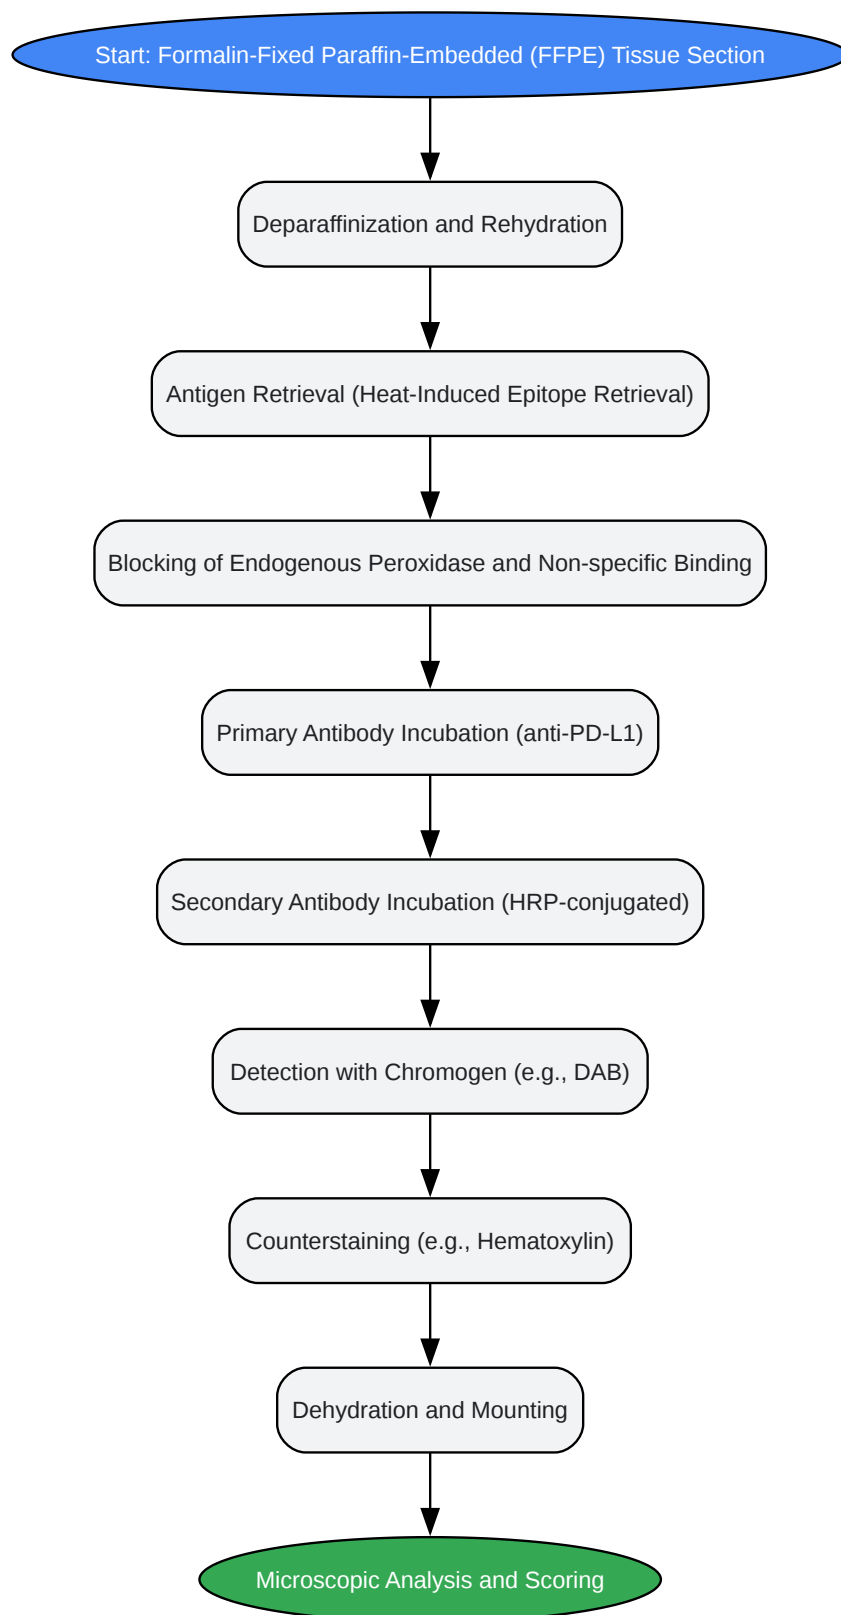 Start: Formalin-Fixed Paraffin-Embedded (FFPE) Tissue Section
Deparaffinization and Rehydration
Antigen Retrieval (Heat-Induced Epitope Retrieval)
Blocking of Endogenous Peroxidase and Non-specific Binding
Primary Antibody Incubation (anti-PD-L1)
Secondary Antibody Incubation (HRP-conjugated)
Detection with Chromogen (e.g., DAB)
Counterstaining (e.g., Hematoxylin)
Dehydration and Mounting
Microscopic Analysis and Scoring